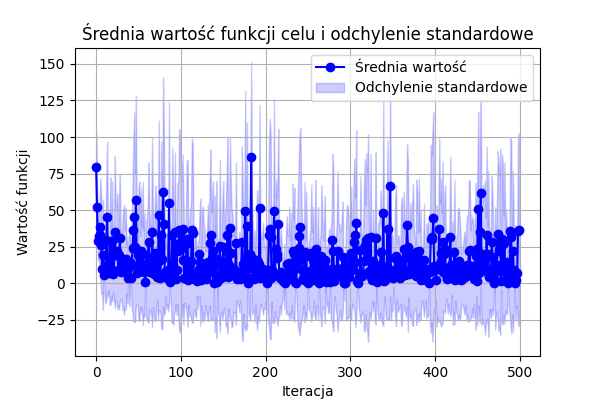 Średnia wartość funkcji celu i odchylenie standardowe
Średnia wartość
Odchylenie standardowe
Wartość funkcji
150
125
100
75
50
25
0
−25
0 100 200 300 400 500
Iteracja